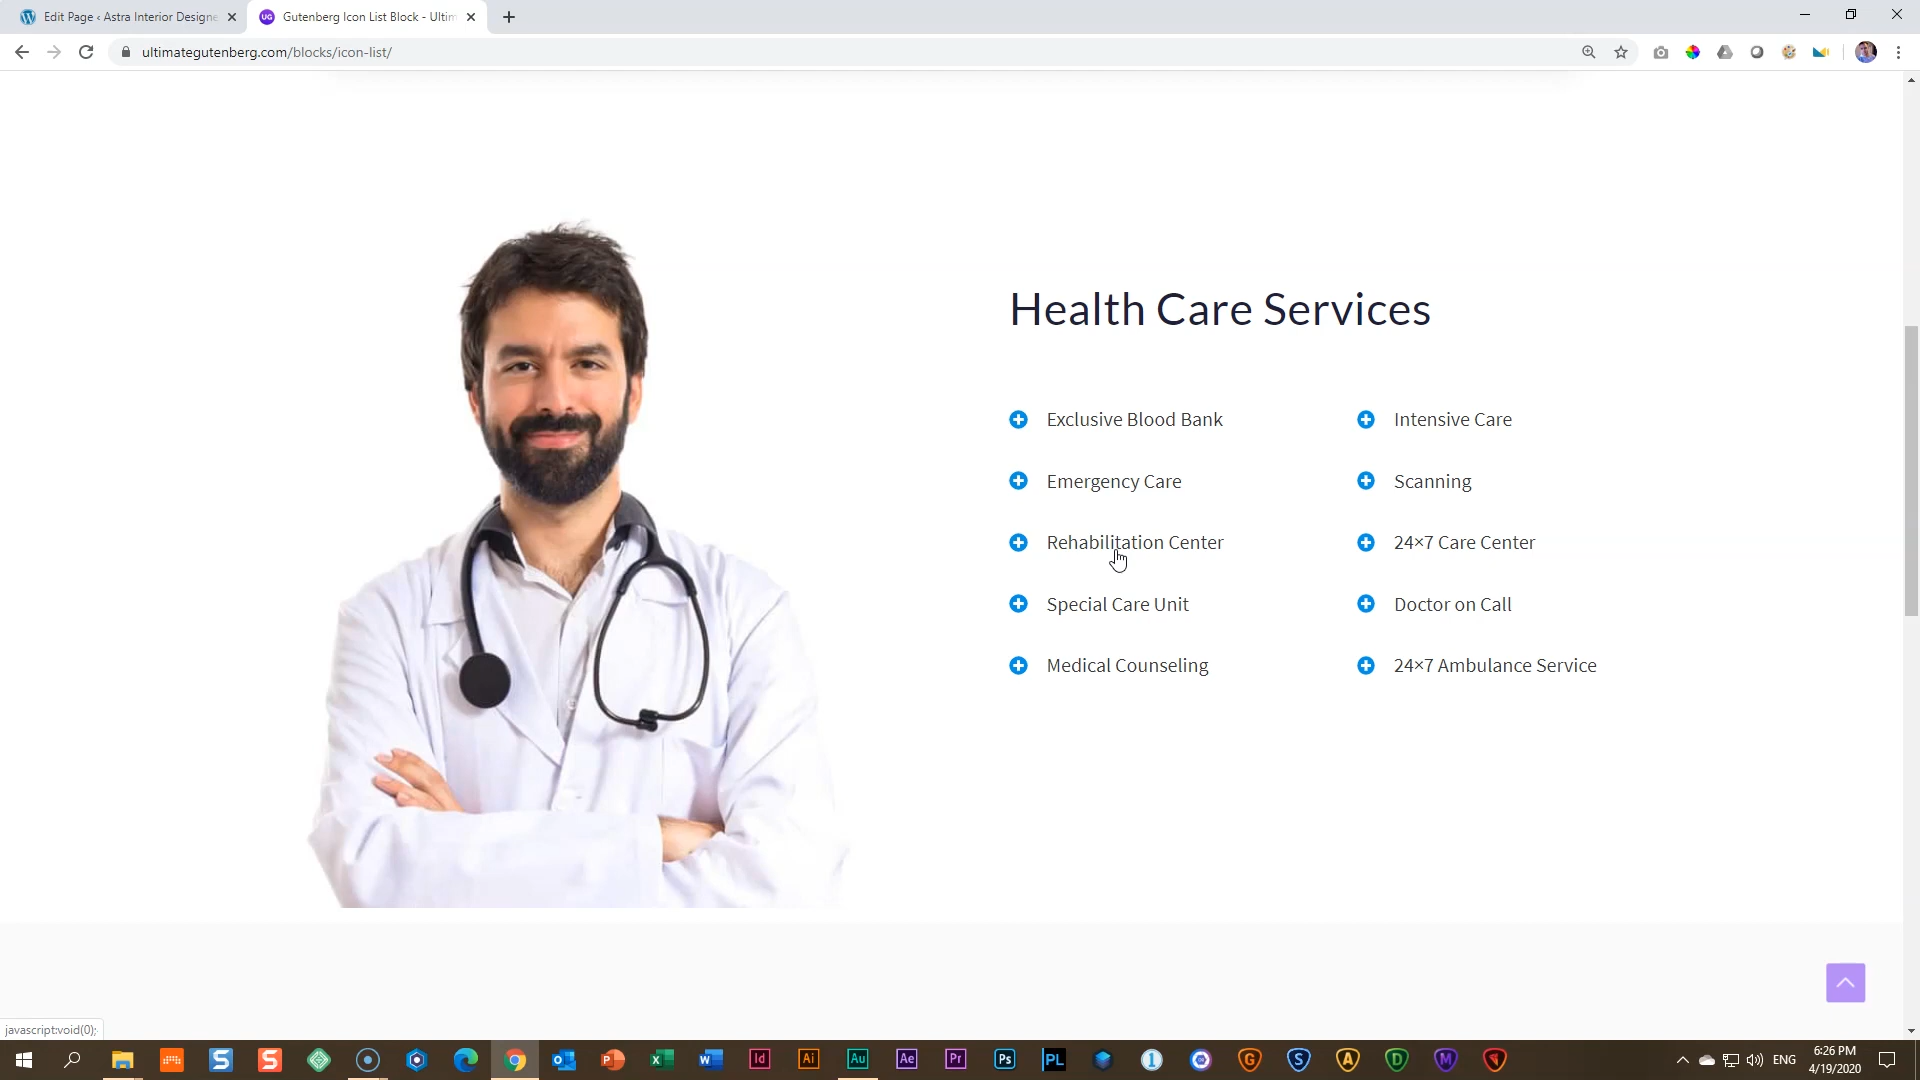 Edit Page ‹ Astra Interior Designe
Gutenberg Icon List Block - Ultim
ultimategutenberg.com/blocks/icon-list/
Health Care Services
Exclusive Blood Bank
Intensive Care
Emergency Care
Scanning
Rehabilitation Center
24×7 Care Center
Special Care Unit
Doctor on Call
Medical Counseling
24×7 Ambulance Service
javascript:void(0);
ENG
6:26 PM
4/19/2020